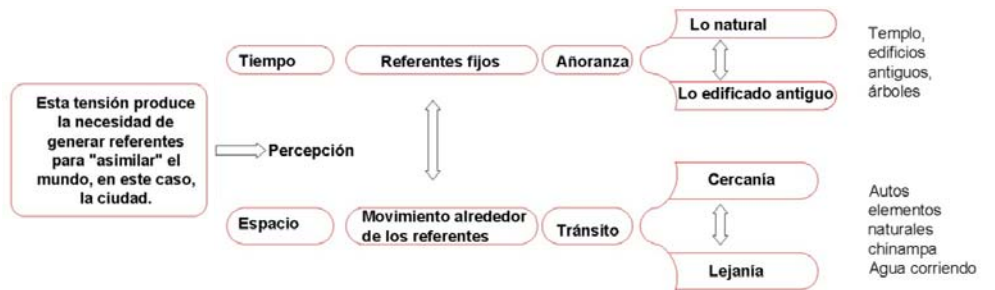 Esta tensión produce
la necesidad de
generar referentes
para "asimilar" el
mundo, en este caso,
la ciudad.
Percepción
Tiempo
Referentes fijos
Añoranza
Lo natural
Lo edificado antiguo
Templo,
edificios
antiguos,
árboles
Espacio
Movimiento alrededor
de los referentes
Tránsito
Cercanía
Lejanía
Autos
elementos
naturales
chinampa
Agua corriendo